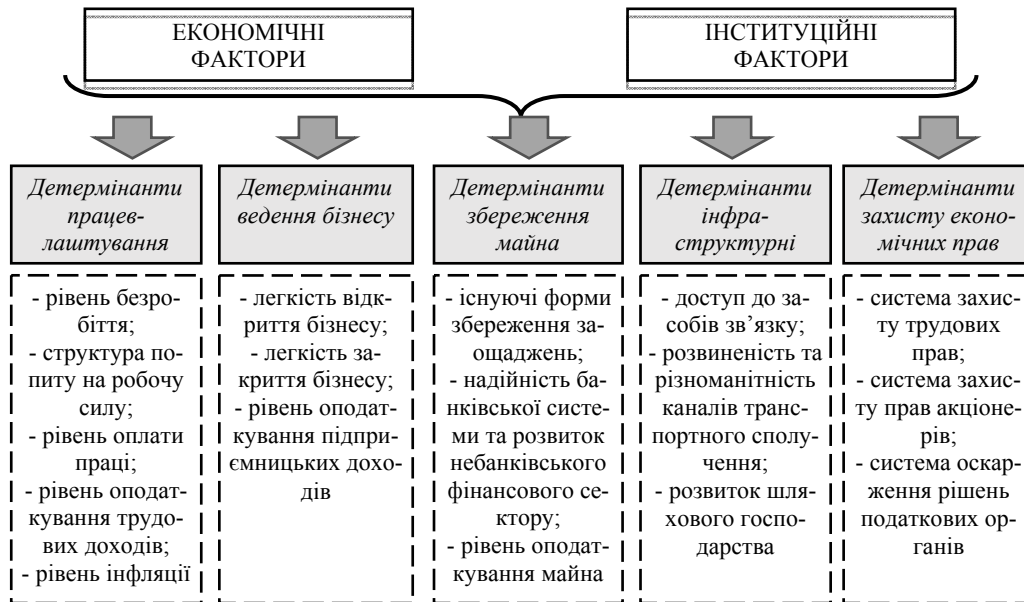 ЕКОНОМІЧНІ
ФАКТОРИ
ІНСТИТУЦІЙНІ
ФАКТОРИ
Детермінанти
працев-
лаштування
Детермінанти
ведення бізнесу
Детермінанти
збереження
майна
Детермінанти
інфра-
структурні
Детермінанти
захисту еконо-
мічних прав
- рівень безро-
біття;
- структура по-
питу на робочу
силу;
- рівень оплати
праці;
- рівень оподат-
кування трудо-
вих доходів;
- рівень інфляції
- легкість відк-
риття бізнесу;
- легкість за-
криття бізнесу;
- рівень оподат-
кування підпри-
ємницьких дохо-
дів
- існуючі форми
збереження за-
ощаджень;
- надійність ба-
нківської систе-
ми та розвиток
небанківського
фінансового се-
ктору;
- рівень оподат-
кування майна
- доступ до за-
собів зв’язку;
- розвиненість та
різноманітність
каналів транс-
портного сполу-
чення;
- розвиток шля-
хового госпо-
дарства
- система захис-
ту трудових
прав;
- система захис-
ту прав акціоне-
рів;
- система оскар-
ження рішень
податкових ор-
ганів